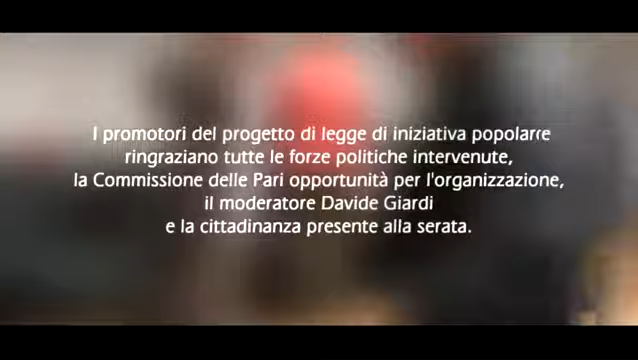 I promotori del progetto di legge di iniziativa popolare
ringraziano tutte le forze politiche intervenute,
la Commissione delle Pari opportunità per l'organizzazione,
il moderatore Davide Giardi
e la cittadinanza presente alla serata.